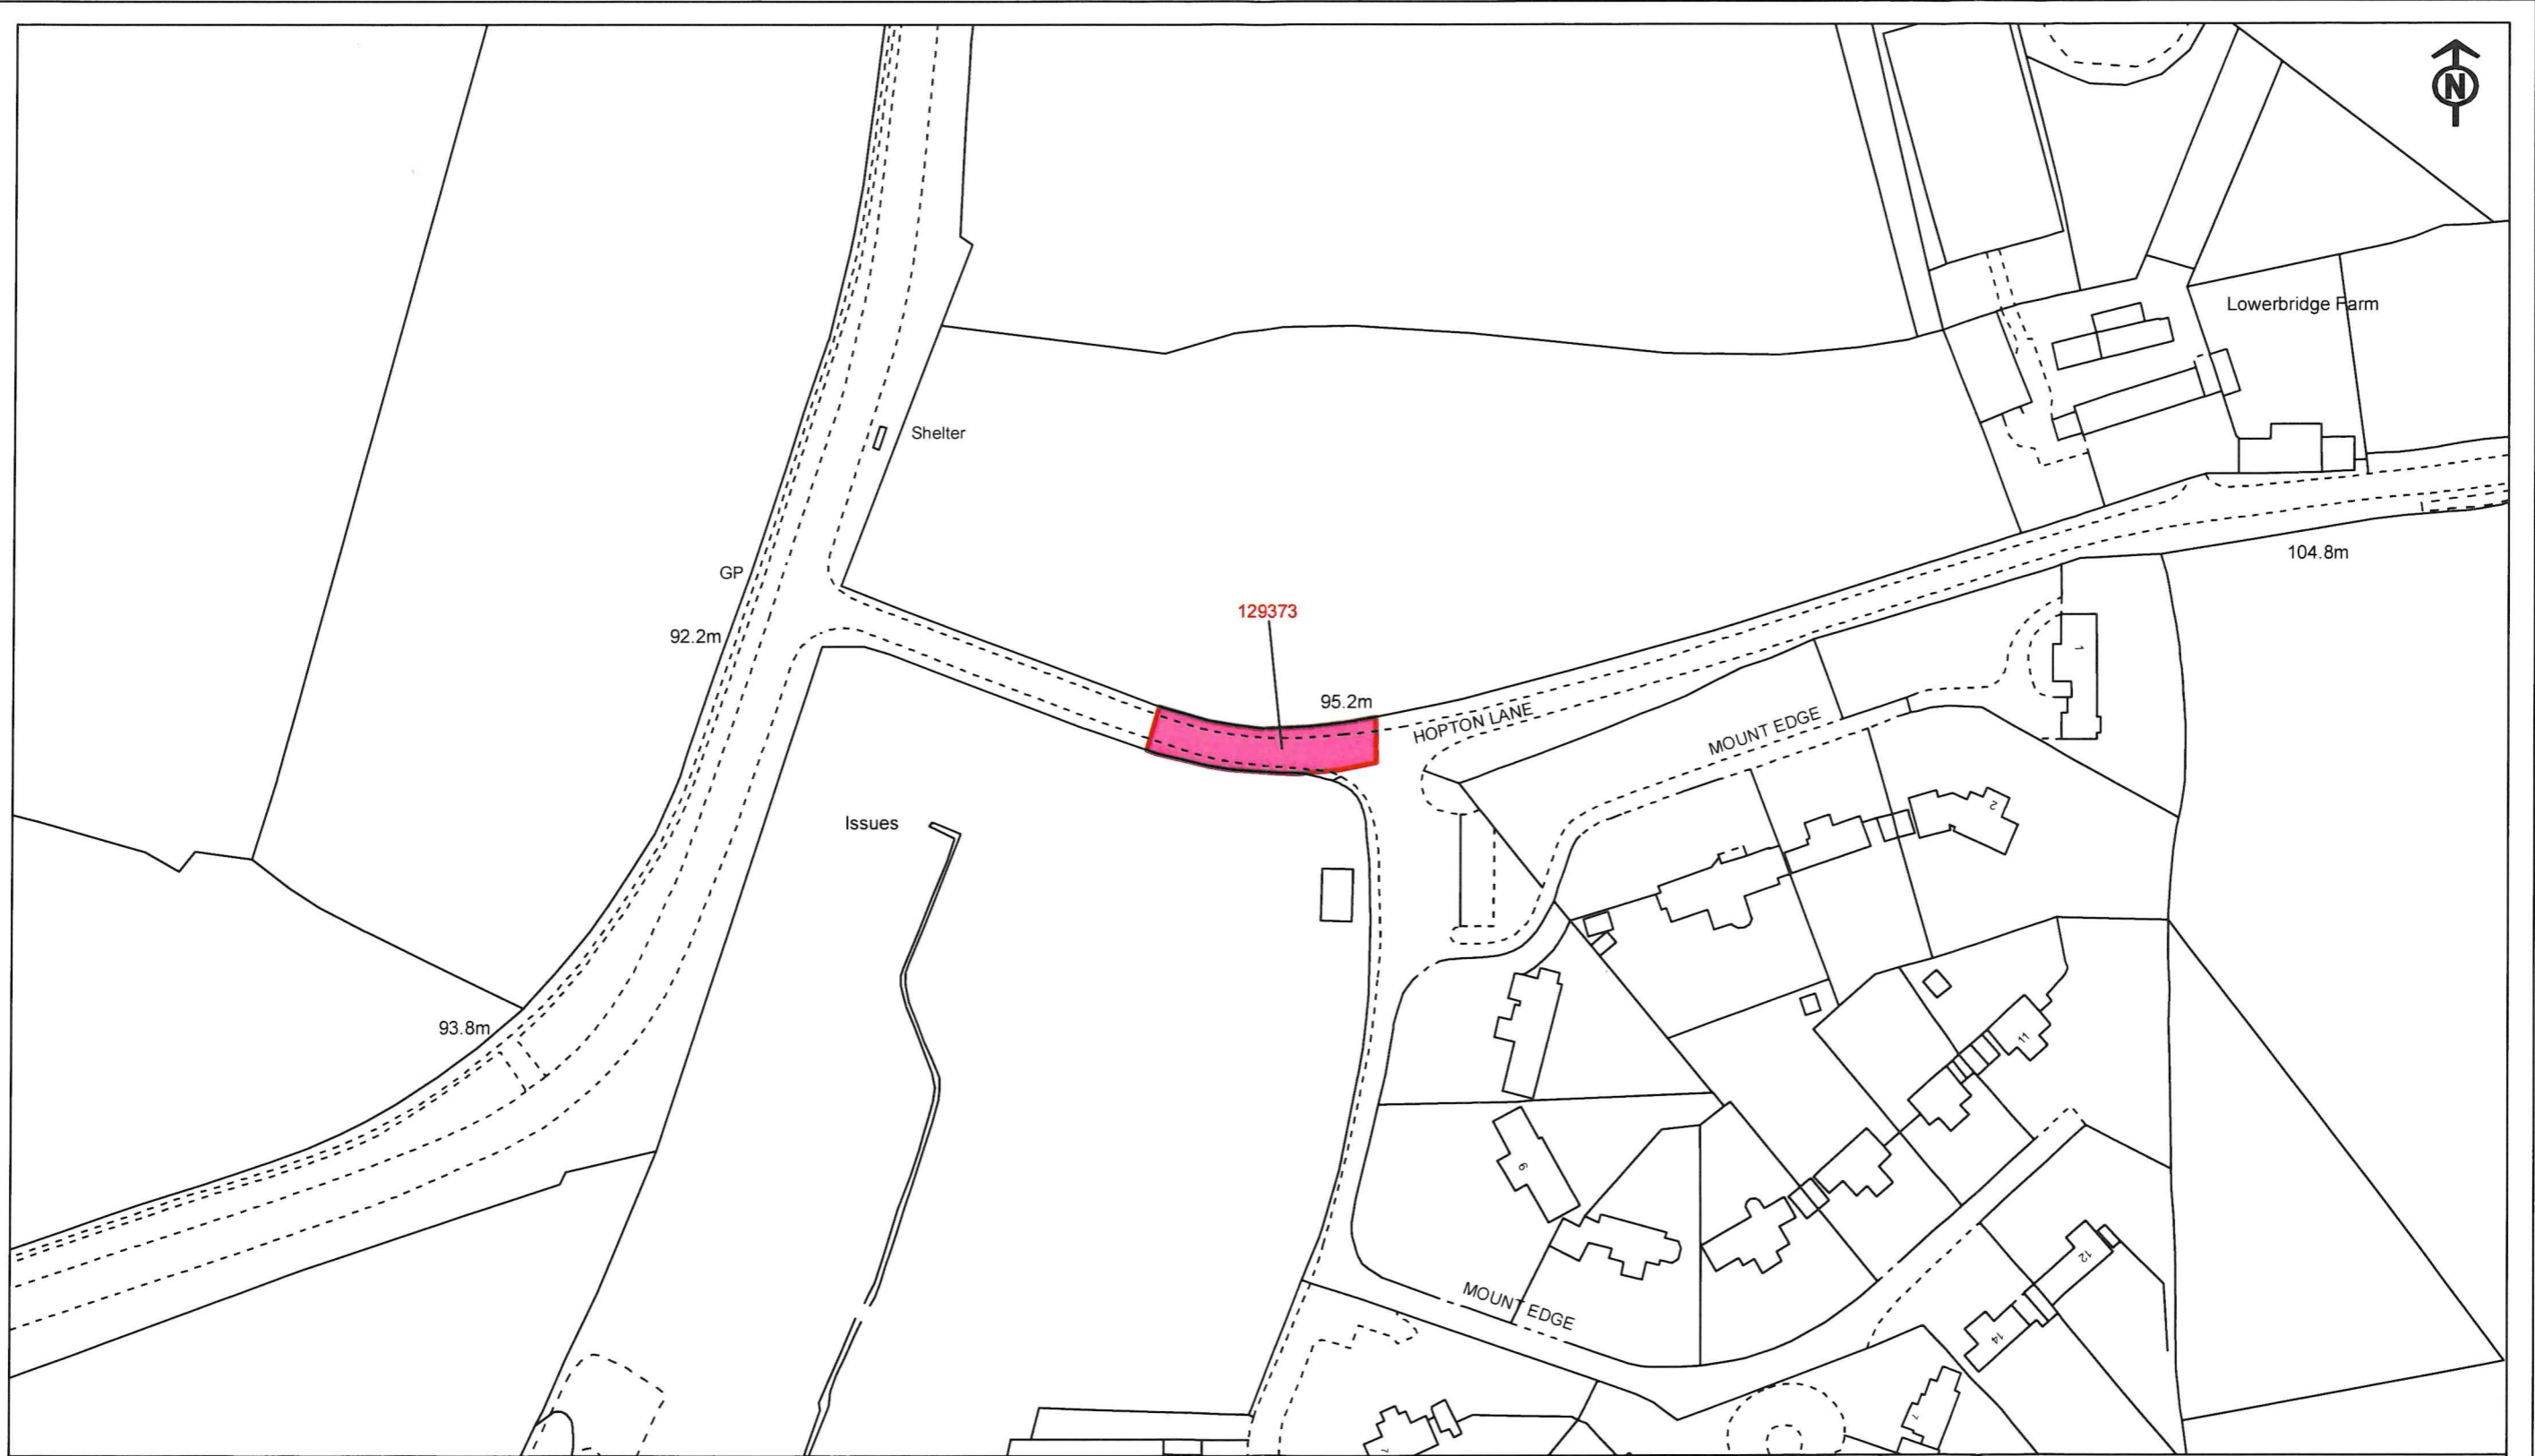 N
Lowerbridge Farm
Shelter
104.8m
GP
129373
92.2m
1
95.2m
HOPTON LANE
MOUNT EDGE
2
Issues
93.8m
11
6
12
MOUNT EDGE
14
7
7